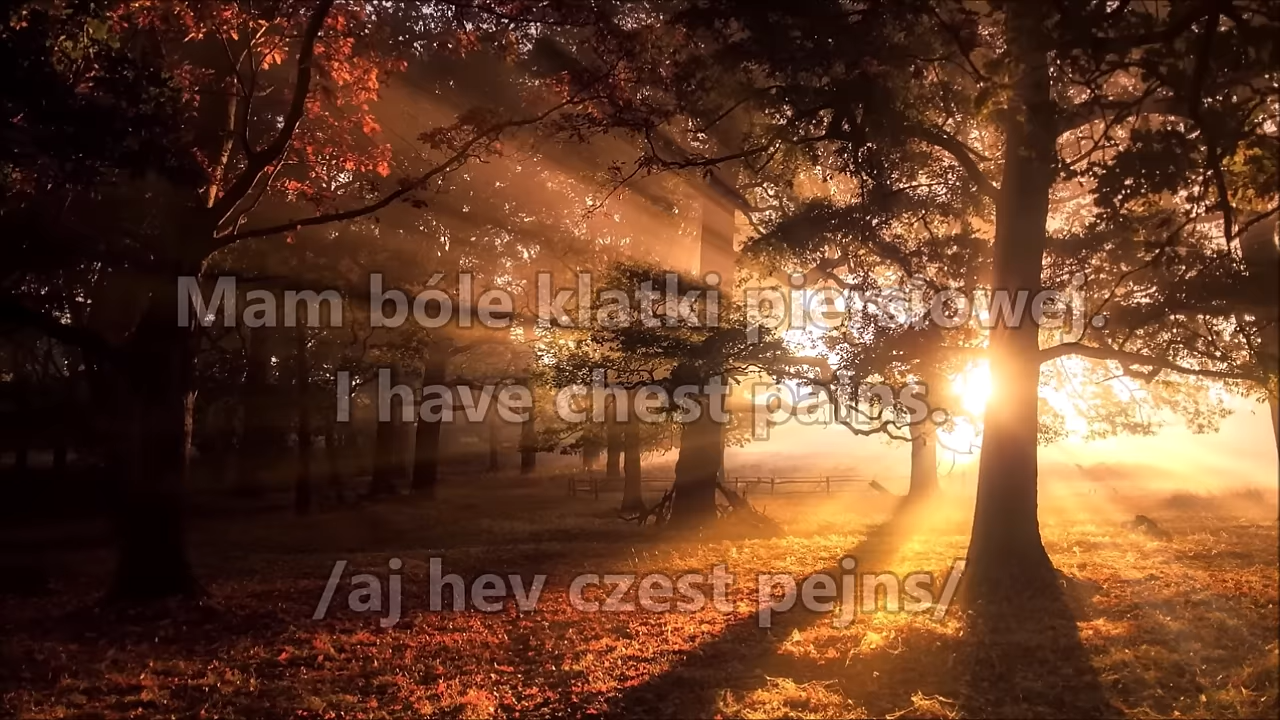 Mam bóle klatki piersiowej.
I have chest pains.
/aj hev czest pejns/